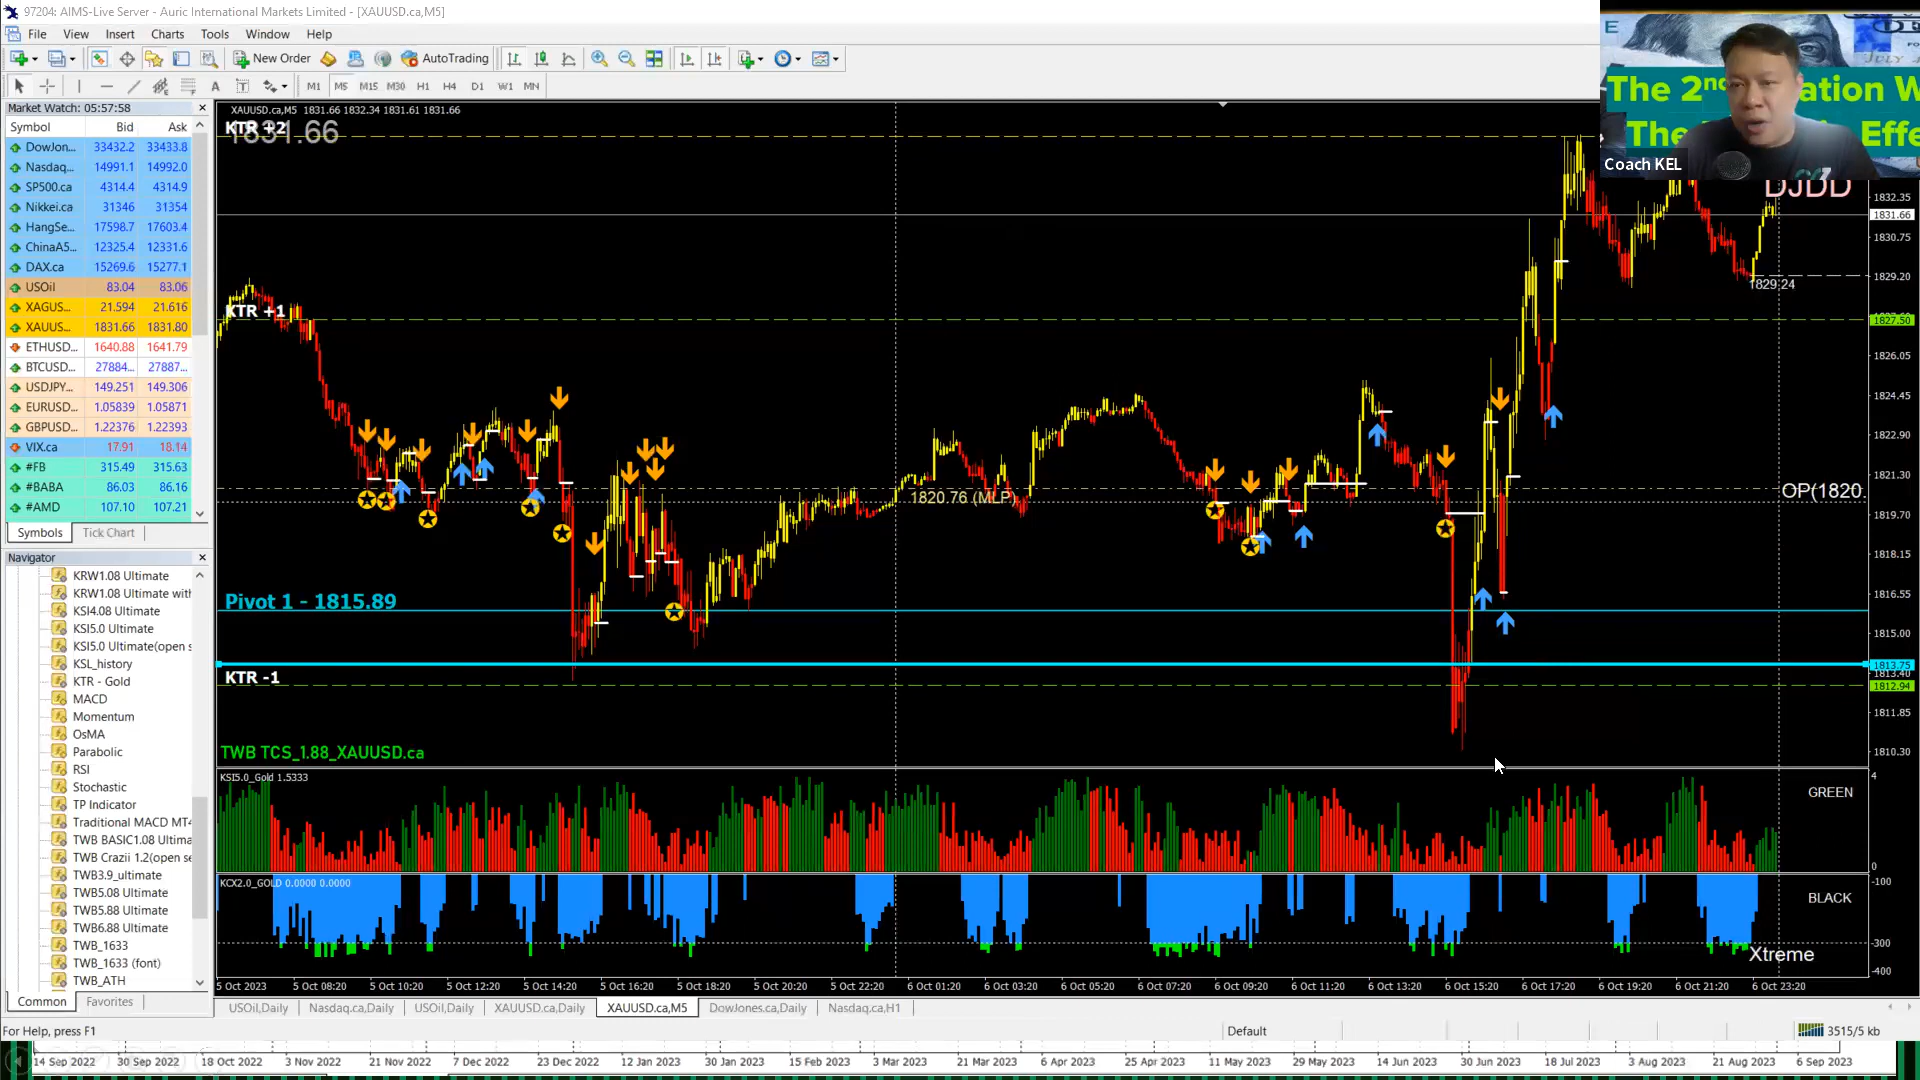 97204: AIMS-Live Server - Auric International Markets Limited - [XAUUSD.ca,M5]
File View Insert Charts Tools Window Help
New Order AutoTrading
M1 M5 M15 M30 H1 H4 D1 W1 MN
Market Watch: 05:57:58
Symbol Bid Ask
DowJon... 33432.2 33433.8
Nasdaq... 14991.1 14992.0
SP500.ca 4314.4 4314.9
Nikkei.ca 31346 31354
HangSe... 17598.7 17603.4
ChinaA5... 12325.4 12331.6
DAX.ca 15269.6 15277.1
USOil 83.04 83.06
XAGUS... 21.594 21.616
XAUUS... 1831.66 1831.80
ETHUSD... 1640.88 1641.79
BTCUSD... 27884... 27887...
USDJPY... 149.251 149.306
EURUSD... 1.05839 1.05871
GBPUSD... 1.22376 1.22393
VIX.ca 17.91 18.14
#FB 315.49 315.63
#BABA 86.03 86.16
#AMD 107.10 107.21
Symbols Tick Chart
Navigator
KRW1.08 Ultimate
KRW1.08 Ultimate with
KSI4.08 Ultimate
KSI5.0 Ultimate
KSI5.0 Ultimate(open s
KSL_history
KTR - Gold
MACD
Momentum
OsMA
Parabolic
RSI
Stochastic
TP Indicator
Traditional MACD MT4
TWB BASIC1.08 Ultima
TWB Crazii 1.2(open se
TWB3.9_ultimate
TWB5.08 Ultimate
TWB5.88 Ultimate
TWB6.88 Ultimate
TWB_1633
TWB_1633 (font)
TWB_ATH
Common Favorites
XAUUSD.ca,M5 1831.66 1832.34 1831.61 1831.66
KTR +2
1831.66
KTR +1
1820.76 (MLP)
Pivot 1 - 1815.89
KTR -1
TWB TCS_1.88_XAUUSD.ca
The 2nd
The Effe
Coach KEL
DJDD
1829.24
OP(1820.
1832.35
1831.66
1830.75
1829.20
1827.50
1826.05
1824.45
1822.90
1821.30
1819.70
1818.15
1816.55
1815.00
1813.75
1813.40
1812.94
1811.85
1810.30
KSI5.0_Gold 1.5333
GREEN
4
0
KCX2.0_GOLD 0.0000 0.0000
BLACK
Xtreme
-100
-300
-400
5 Oct 2023 5 Oct 08:20 5 Oct 10:20 5 Oct 12:20 5 Oct 14:20 5 Oct 16:20 5 Oct 18:20 5 Oct 20:20 5 Oct 22:20 6 Oct 01:20 6 Oct 03:20 6 Oct 05:20 6 Oct 07:20 6 Oct 09:20 6 Oct 11:20 6 Oct 13:20 6 Oct 15:20 6 Oct 17:20 6 Oct 19:20 6 Oct 21:20 6 Oct 23:20
USOil,Daily Nasdaq.ca,Daily USOil,Daily XAUUSD.ca,Daily XAUUSD.ca,M5 DowJones.ca,Daily Nasdaq.ca,H1
For Help, press F1 Default 3515/5 kb
14 Sep 2022 30 Sep 2022 18 Oct 2022 3 Nov 2022 21 Nov 2022 7 Dec 2022 23 Dec 2022 12 Jan 2023 30 Jan 2023 15 Feb 2023 3 Mar 2023 21 Mar 2023 6 Apr 2023 25 Apr 2023 11 May 2023 29 May 2023 14 Jun 2023 30 Jun 2023 18 Jul 2023 3 Aug 2023 21 Aug 2023 6 Sep 2023